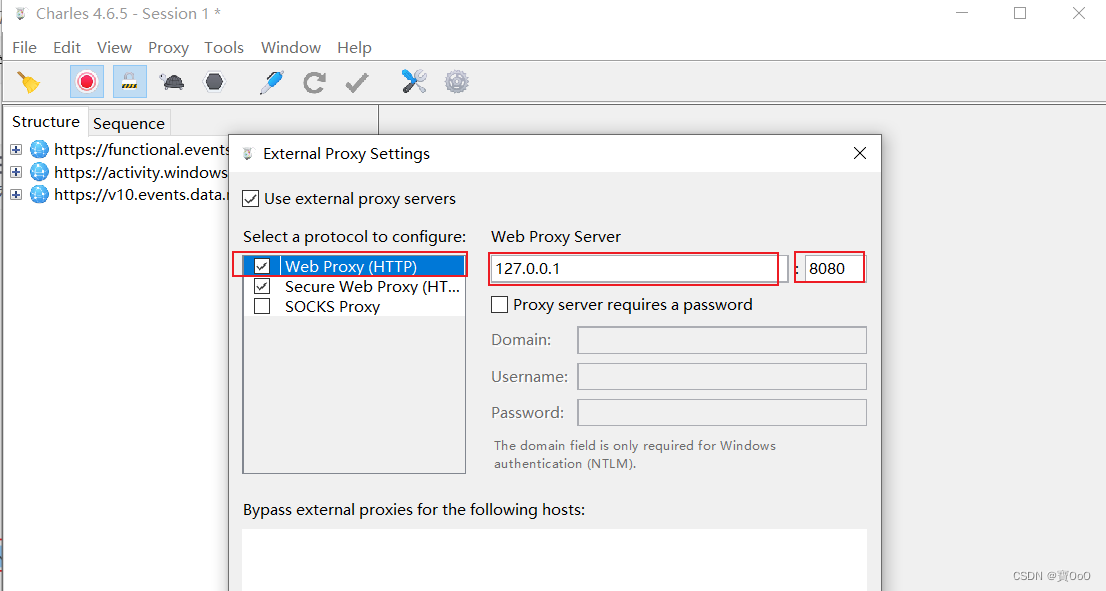 Charles 4.6.5 - Session 1 *
File Edit View Proxy Tools Window Help
Structure Sequence
https://functional.events
https://activity.windows
https://v10.events.data.
External Proxy Settings
Use external proxy servers
Select a protocol to configure:
Web Proxy (HTTP)
Secure Web Proxy (HT...
SOCKS Proxy
Web Proxy Server
127.0.0.1 : 8080
Proxy server requires a password
Domain:
Username:
Password:
The domain field is only required for Windows
authentication (NTLM).
Bypass external proxies for the following hosts:
CSDN @寳OoO